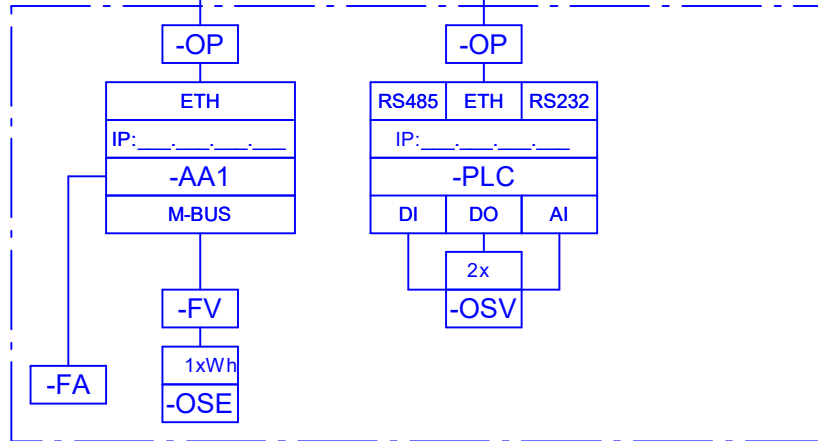 -OP
-OP
ETH
RS485 ETH RS232
IP:___.___.___.___
IP:___.___.___.___
-AA1
-PLC
M-BUS
DI DO AI
2x
-OSV
-FV
1xWh
-OSE
-FA